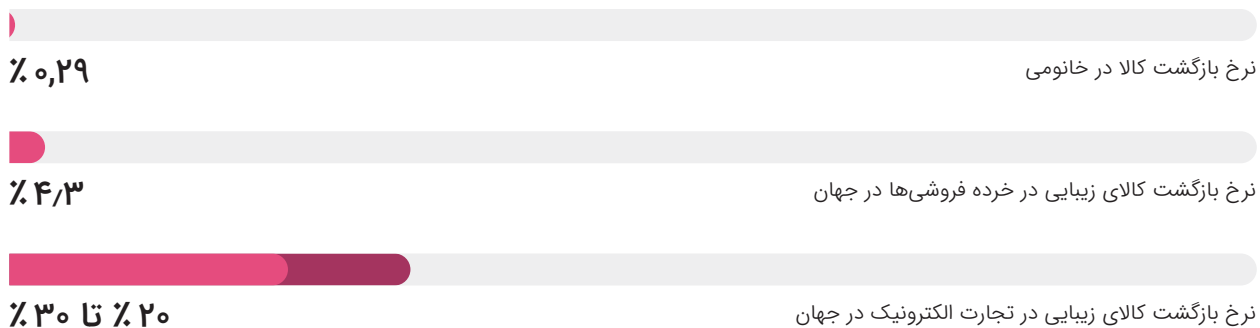 نرخ بازگشت کالا در خانومی
۰,۲۹ ٪
نرخ بازگشت کالای زیبایی در خرده فروشی‌ها در جهان
۴٫۳ ٪
نرخ بازگشت کالای زیبایی در تجارت الکترونیک در جهان
۲۰ ٪ تا ۳۰ ٪